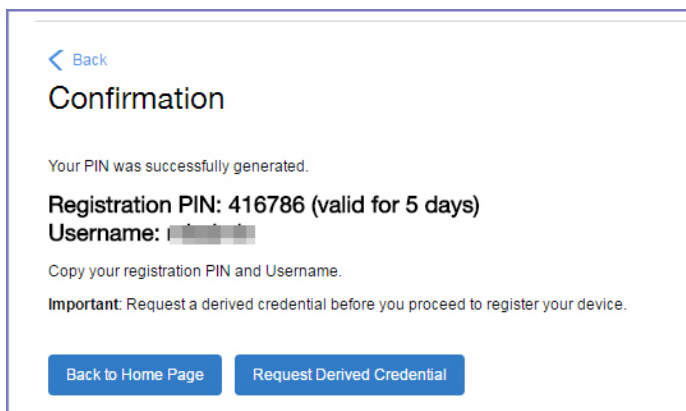 Back
Confirmation
Your PIN was successfully generated.
Registration PIN: 416786 (valid for 5 days)
Username:
Copy your registration PIN and Username.
Important: Request a derived credential before you proceed to register your device.
Back to Home Page
Request Derived Credential